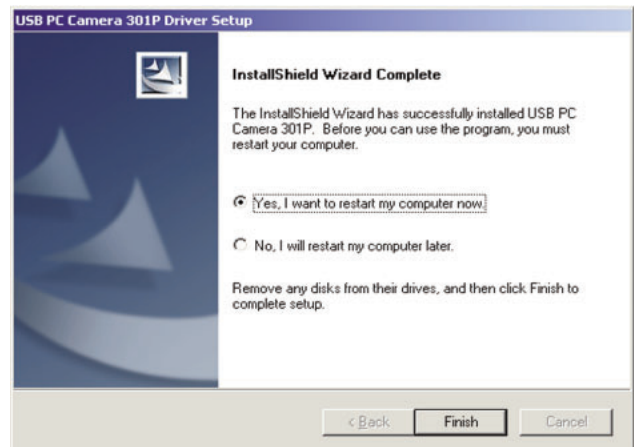 USB PC Camera 301P Driver Setup
InstallShield Wizard Complete
The InstallShield Wizard has successfully installed USB PC
Camera 301P.  Before you can use the program, you must
restart your computer.
Yes, I want to restart my computer now.
No, I will restart my computer later.
Remove any disks from their drives, and then click Finish to
complete setup.
< Back   Finish   Cancel